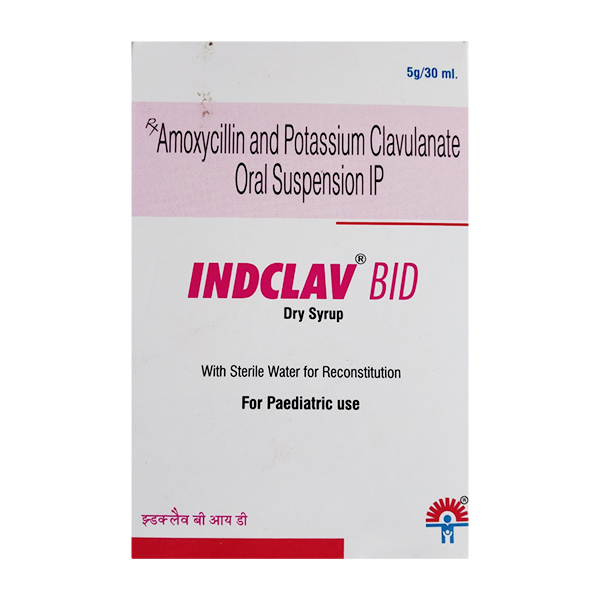 5g/30 ml.
Rx Amoxycillin and Potassium Clavulanate
Oral Suspension IP
INDCLAV® BID
Dry Syrup
With Sterile Water for Reconstitution
For Paediatric use
इन्डक्लैव बी आय डी
®